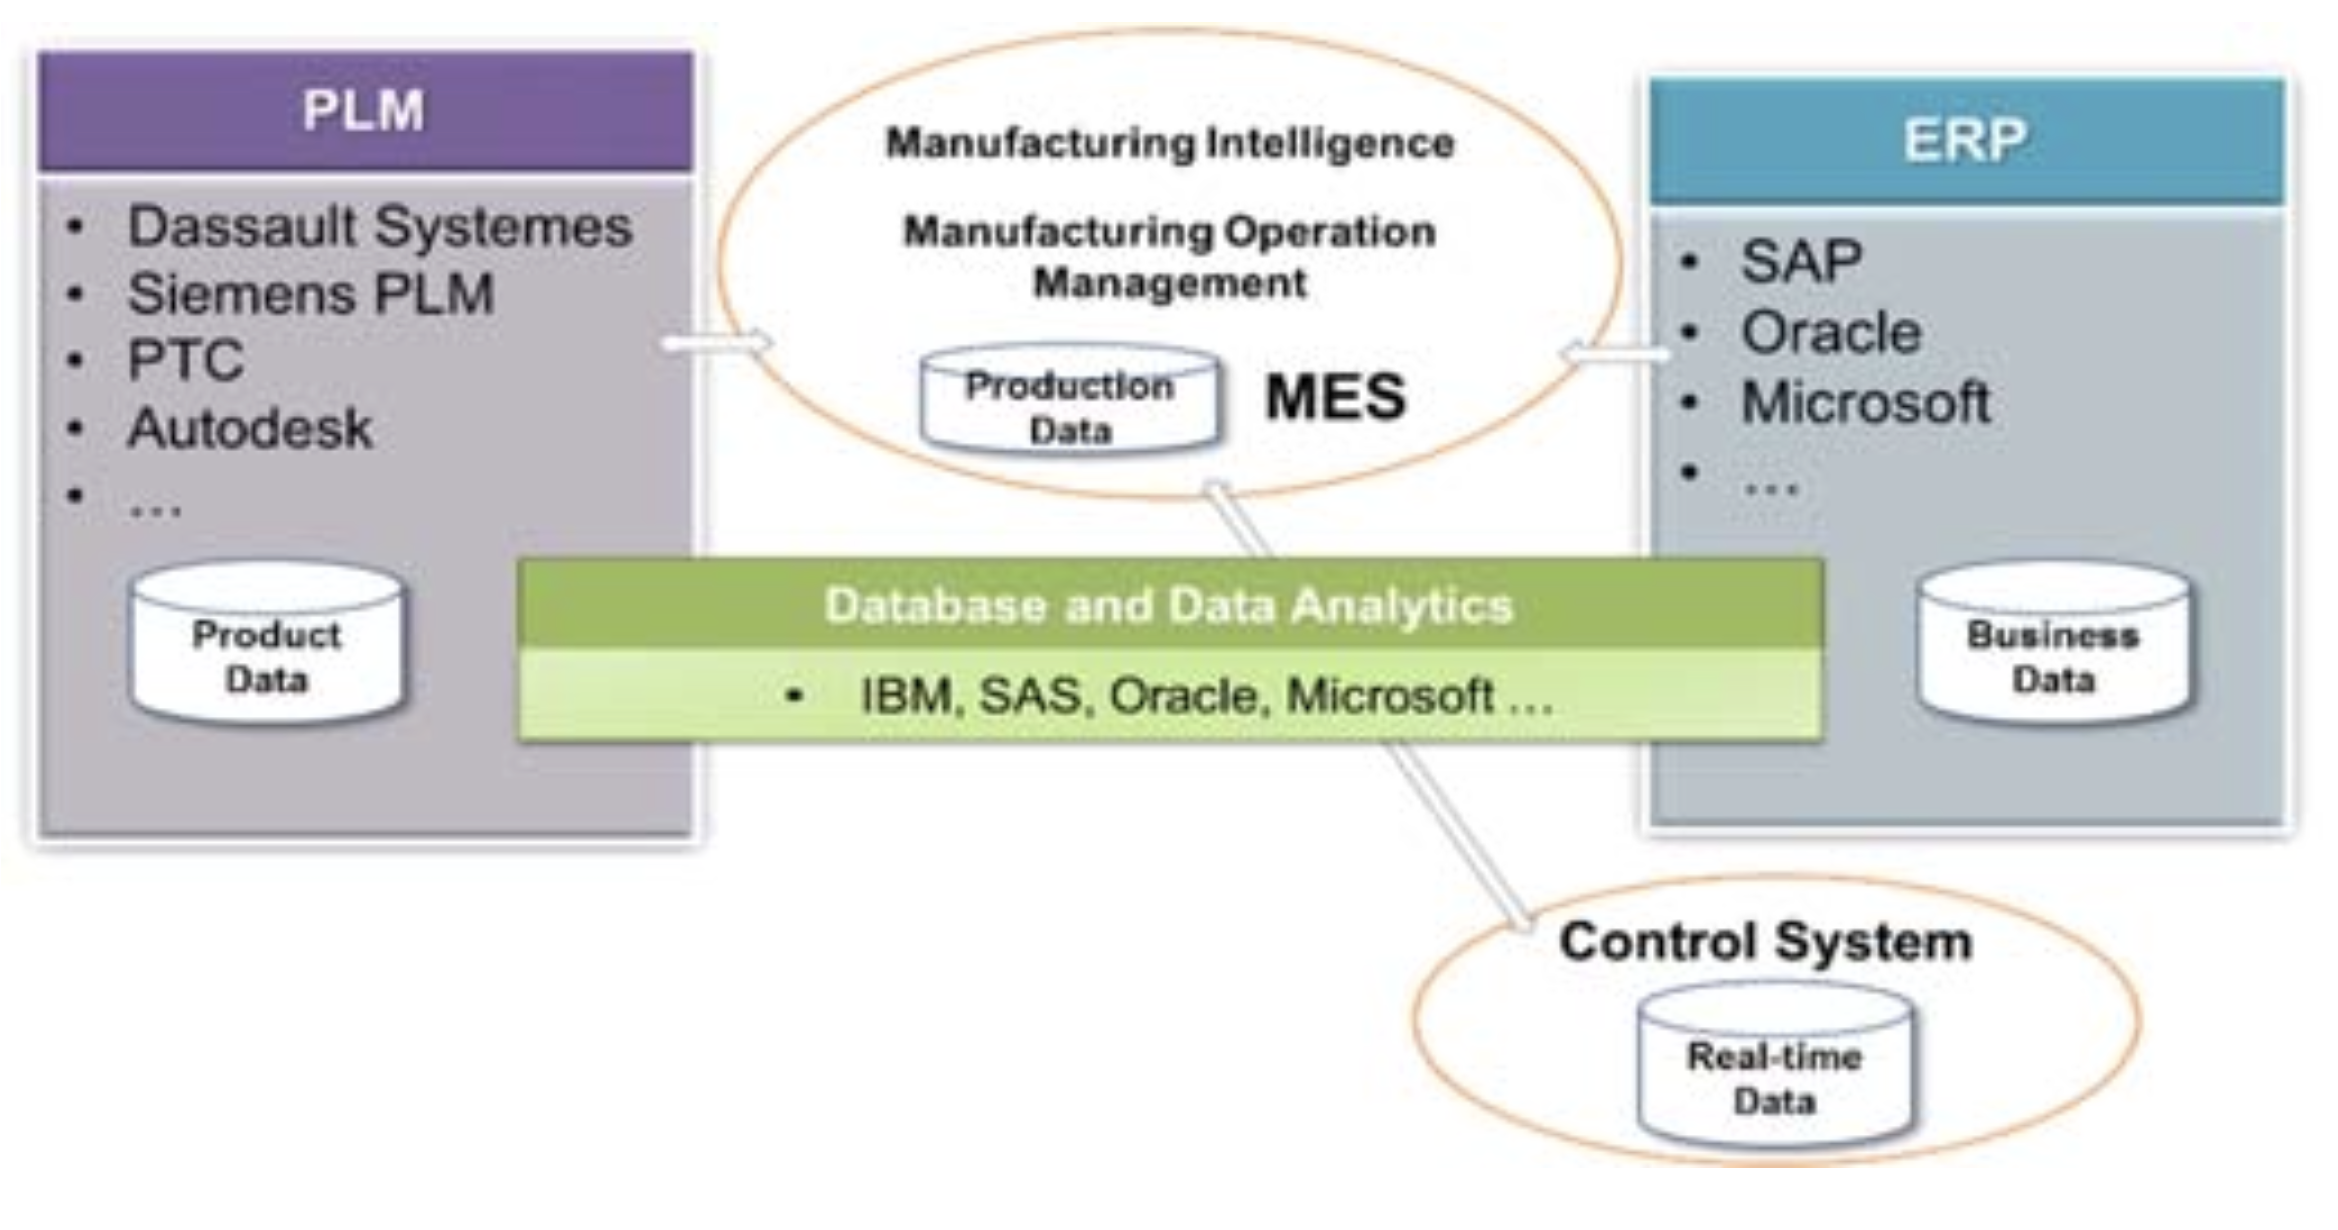 PLM
• Dassault Systemes
• Siemens PLM
• PTC
• Autodesk
• ...
Product
Data
Manufacturing Intelligence
Manufacturing Operation
Management
Production
Data
MES
ERP
• SAP
• Oracle
• Microsoft
• ...
Business
Data
Database and Data Analytics
• IBM, SAS, Oracle, Microsoft ...
Control System
Real-time
Data